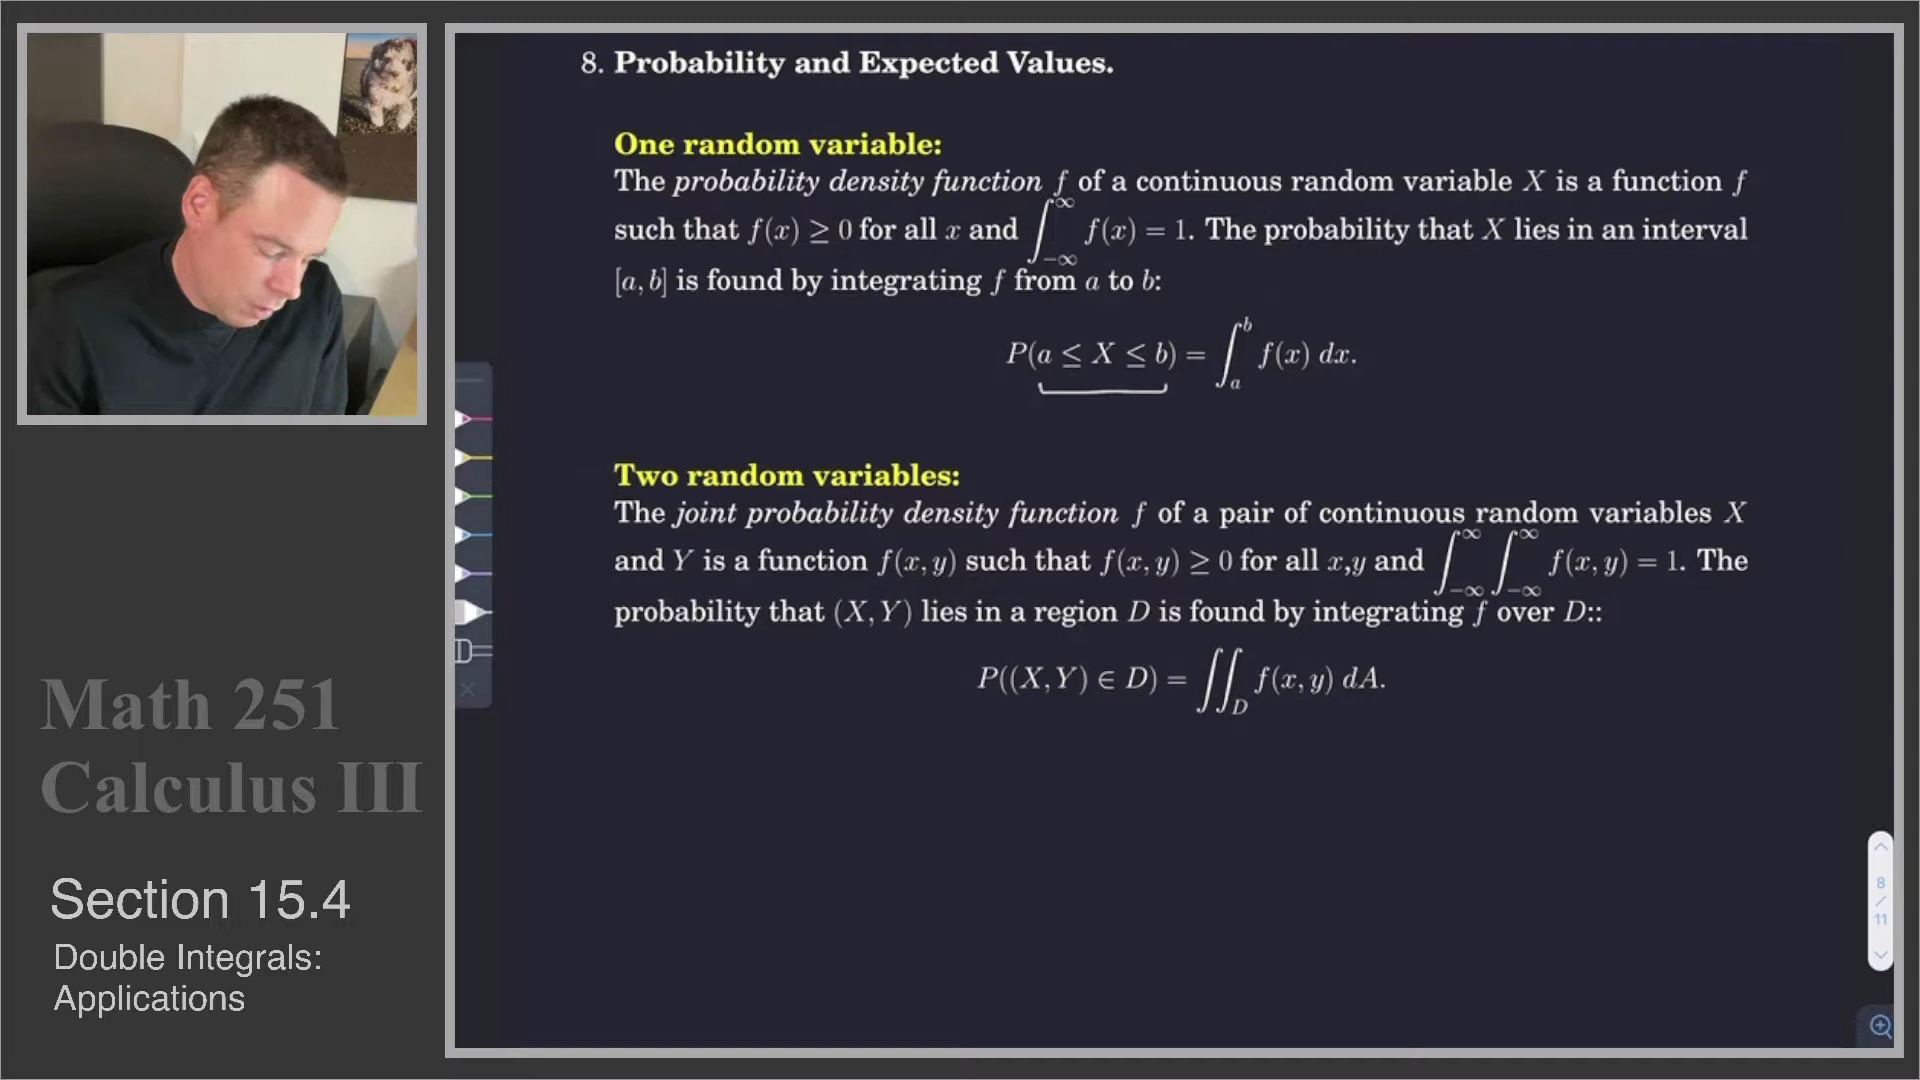 8. Probability and Expected Values.
One random variable:
The probability density function f of a continuous random variable X is a function f
such that f(x) ≥ 0 for all x and ∫_{-∞}^{∞} f(x) = 1. The probability that X lies in an interval
[a, b] is found by integrating f from a to b:
P(a ≤ X ≤ b) = ∫_a^b f(x) dx.
Two random variables:
The joint probability density function f of a pair of continuous random variables X
and Y is a function f(x, y) such that f(x, y) ≥ 0 for all x,y and ∫_{-∞}^{∞} ∫_{-∞}^{∞} f(x, y) = 1. The
probability that (X, Y) lies in a region D is found by integrating f over D::
P((X, Y) ∈ D) = ∬_D f(x, y) dA.
Math 251
Calculus III
Section 15.4
Double Integrals:
Applications
8
/
11